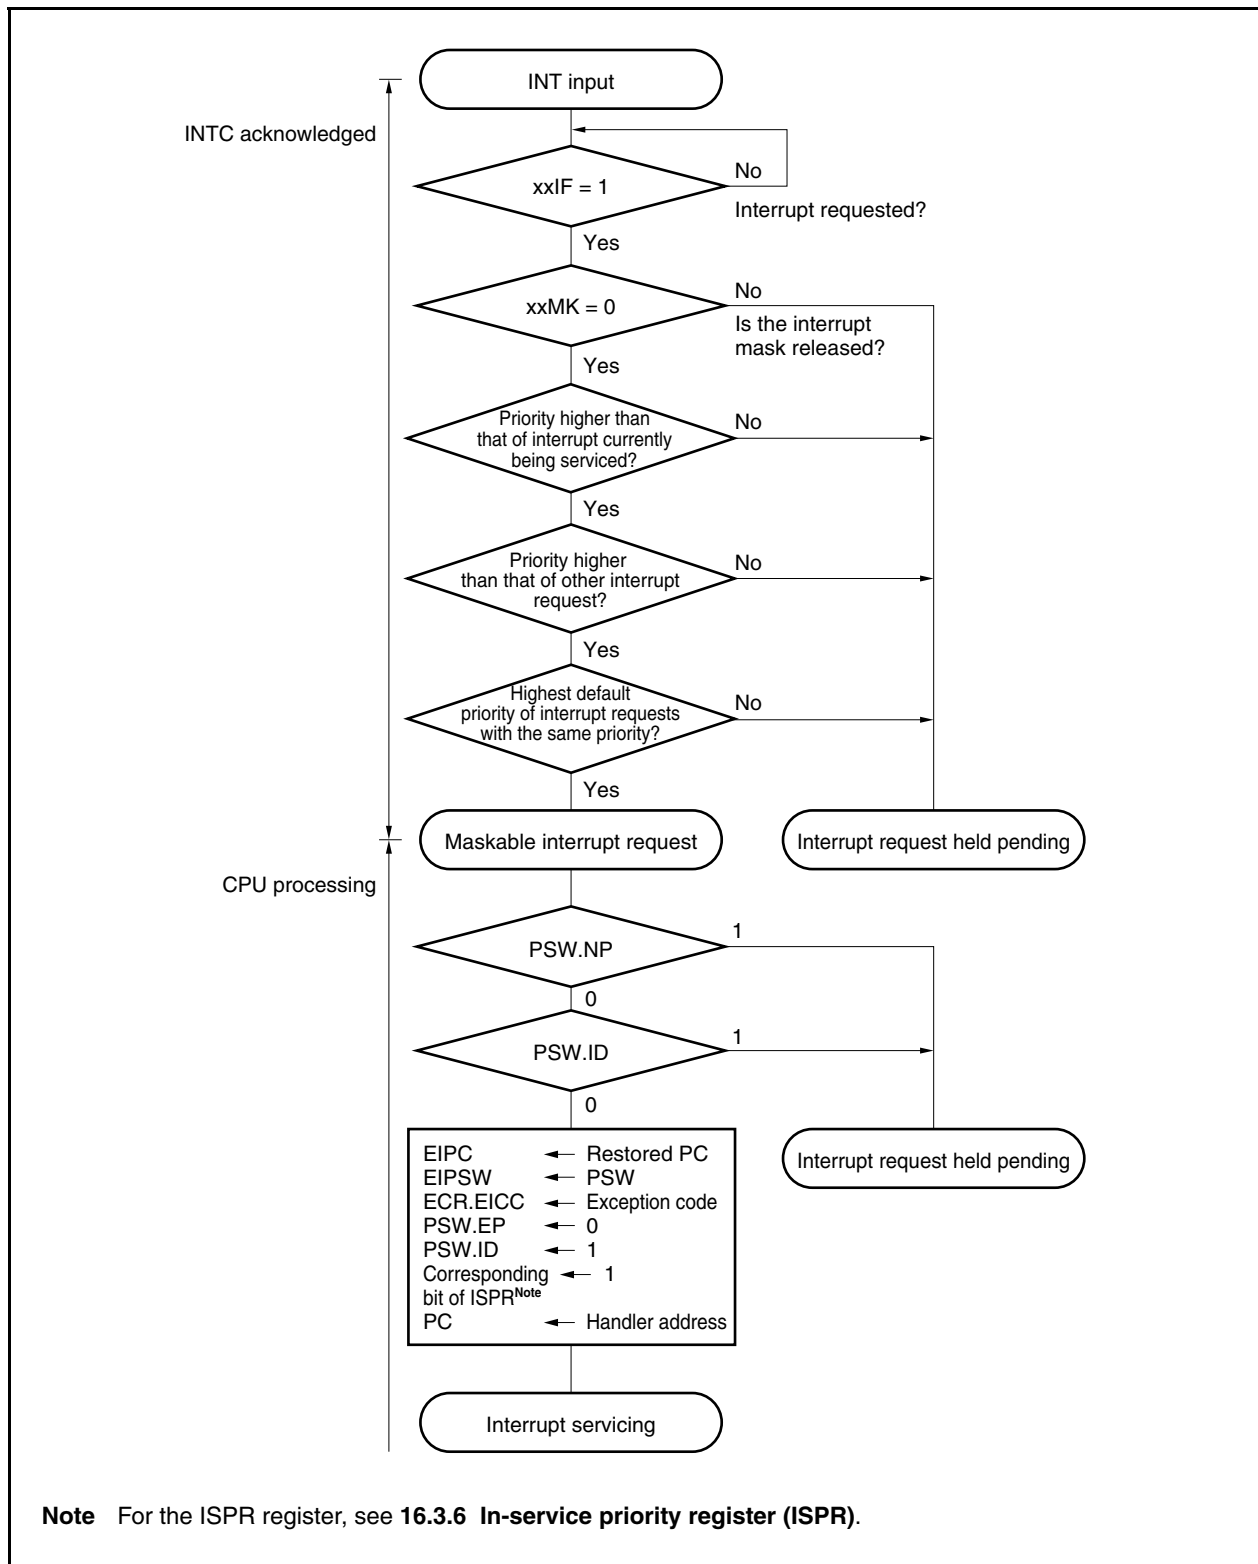 INT input
INTC acknowledged
xxIF = 1
No
Interrupt requested?
Yes
xxMK = 0
No
Is the interrupt
mask released?
Yes
Priority higher than
that of interrupt currently
being serviced?
No
Yes
Priority higher
than that of other interrupt
request?
No
Yes
Highest default
priority of interrupt requests
with the same priority?
No
Yes
Maskable interrupt request
Interrupt request held pending
CPU processing
PSW.NP
1
0
PSW.ID
1
0
EIPC ← Restored PC
EIPSW ← PSW
ECR.EICC ← Exception code
PSW.EP ← 0
PSW.ID ← 1
Corresponding ← 1
bit of ISPRNote
PC ← Handler address
Interrupt request held pending
Interrupt servicing
Note For the ISPR register, see 16.3.6 In-service priority register (ISPR).